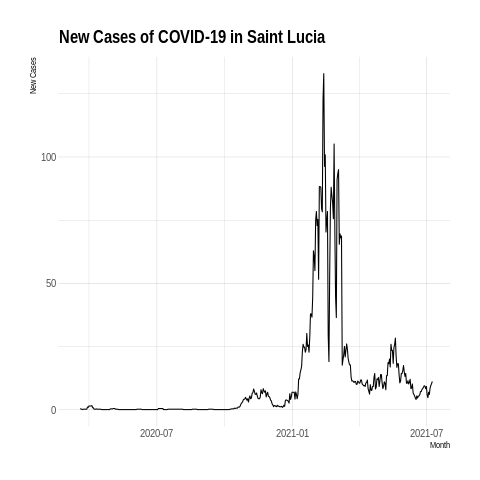 New Cases of COVID-19 in Saint Lucia
New Cases
100
50
0
2020-07
2021-01
2021-07
Month